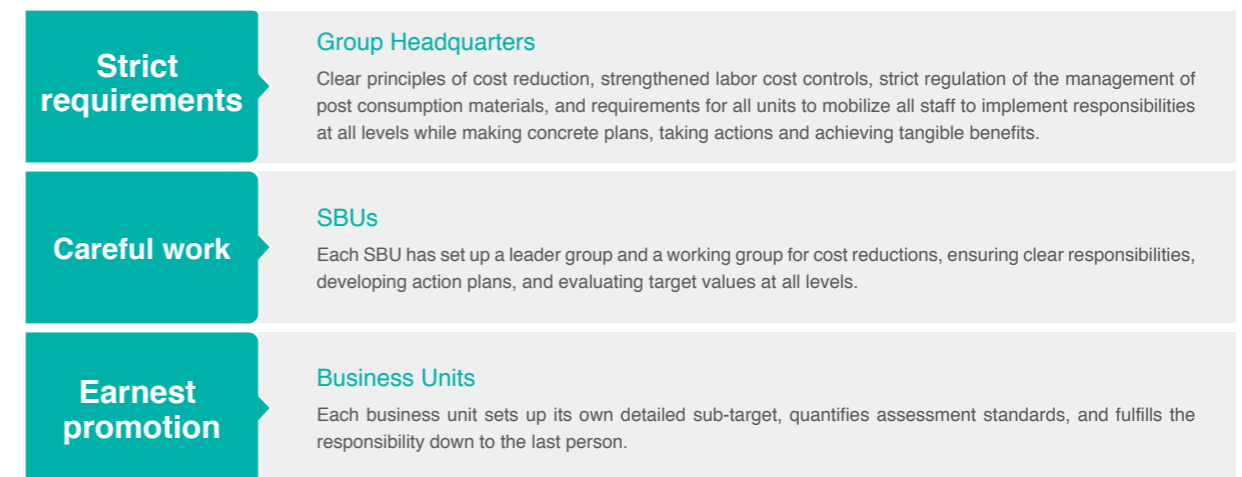 Strict
requirements
Group Headquarters
Clear principles of cost reduction, strengthened labor cost controls, strict regulation of the management of
post consumption materials, and requirements for all units to mobilize all staff to implement responsibilities
at all levels while making concrete plans, taking actions and achieving tangible benefits.
Careful work
SBUs
Each SBU has set up a leader group and a working group for cost reductions, ensuring clear responsibilities,
developing action plans, and evaluating target values at all levels.
Earnest
promotion
Business Units
Each business unit sets up its own detailed sub-target, quantifies assessment standards, and fulfills the
responsibility down to the last person.